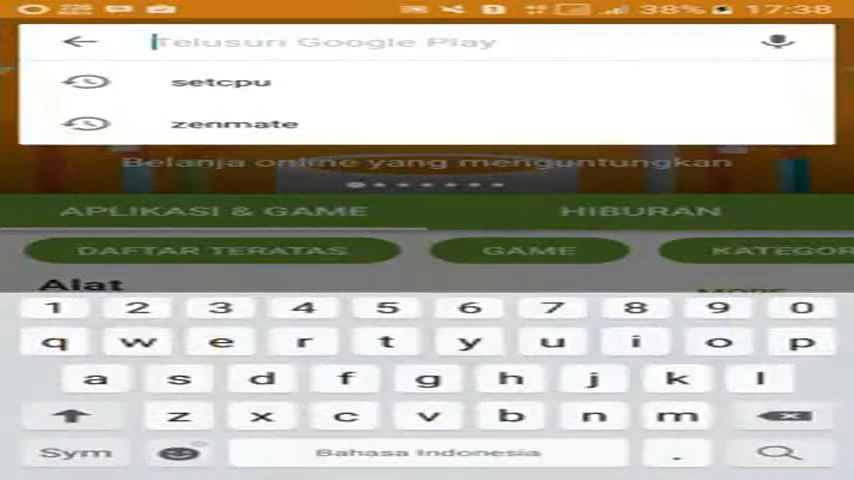 38% 17:38
Telusuri Google Play
setcpu
zenmate
Belanja online yang menguntungkan
APLIKASI & GAME HIBURAN
DAFTAR TERATAS GAME KATEGOR
Alat MORE
1 2 3 4 5 6 7 8 9 0
q w e r t y u i o p
a s d f g h j k l
z x c v b n m
Sym Bahasa Indonesia .